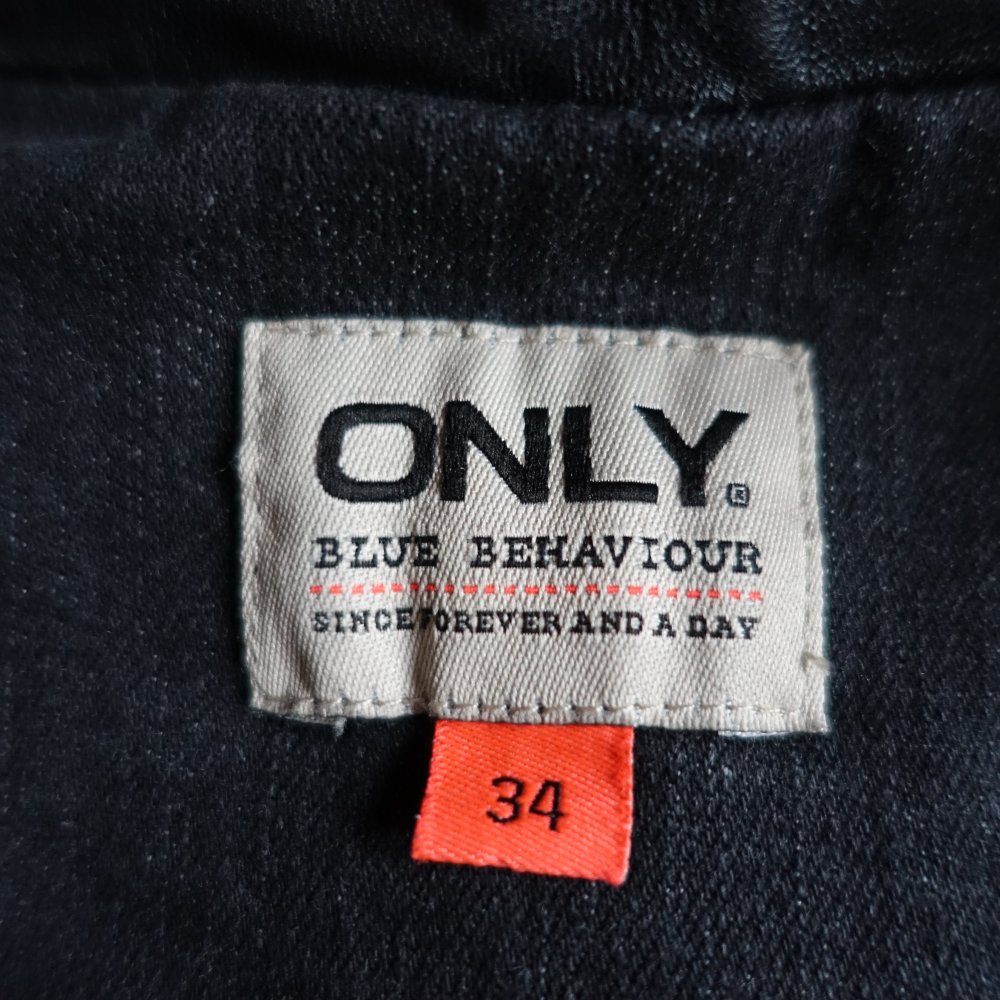 ONLY®
BLUE BEHAVIOUR
SINCE FOREVER AND A DAY
34